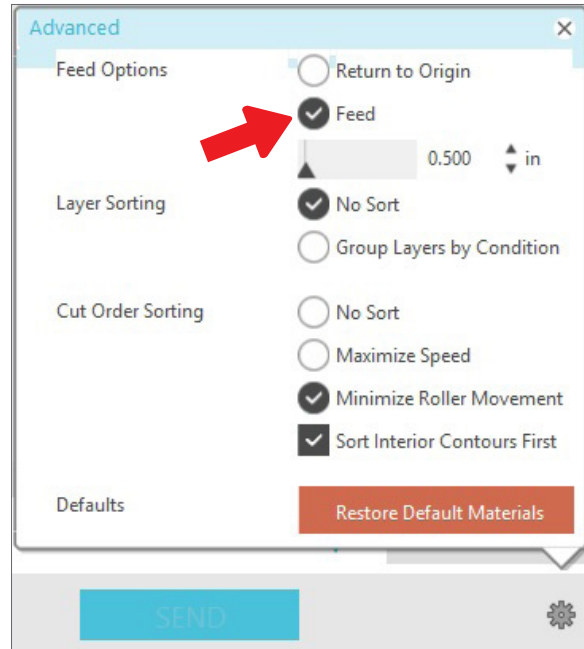 Advanced
Feed Options
Return to Origin
Feed
0.500 in
Layer Sorting
No Sort
Group Layers by Condition
Cut Order Sorting
No Sort
Maximize Speed
Minimize Roller Movement
Sort Interior Contours First
Defaults
Restore Default Materials
SEND